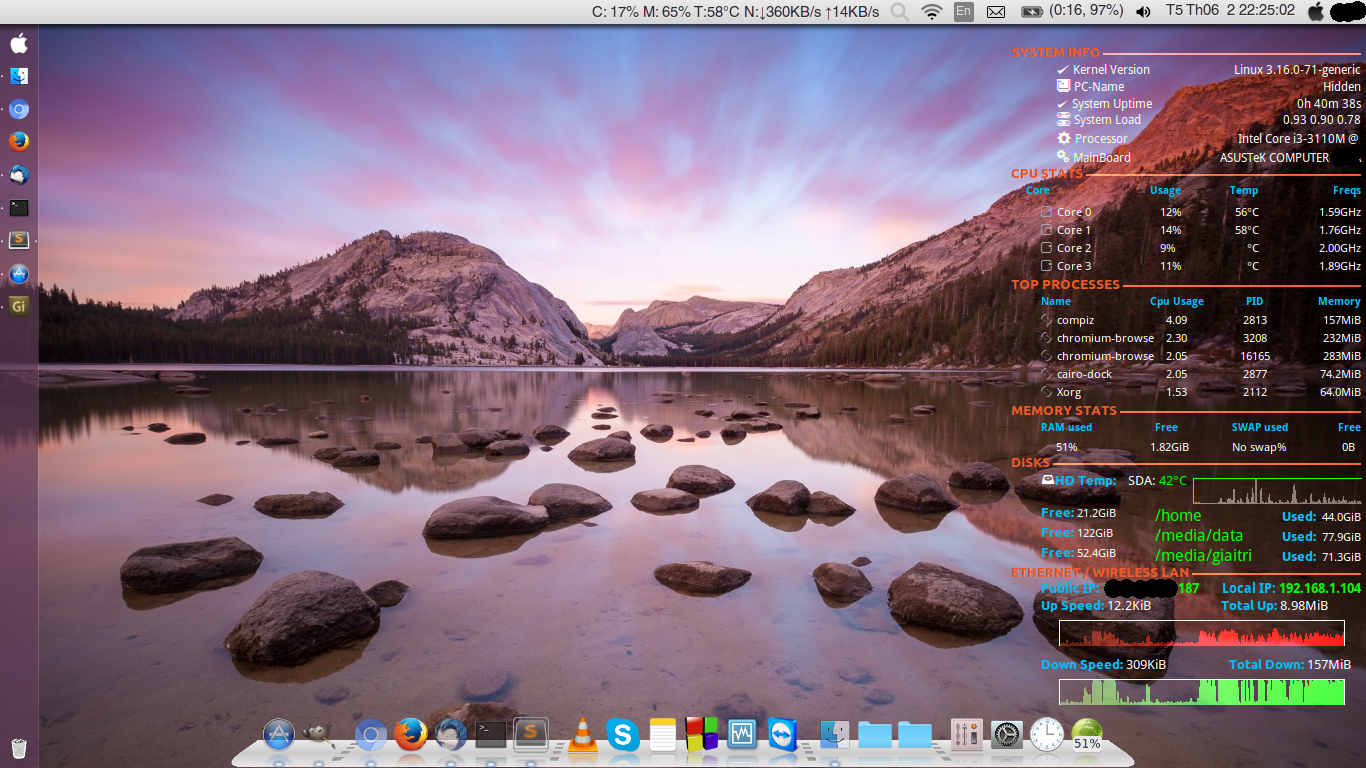 C: 17% M: 65% T:58°C N:↓360KB/s ↑14KB/s En (0:16, 97%) T5 Th06 2 22:25:02
SYSTEM INFO
Kernel Version Linux 3.16.0-71-generic
PC-Name Hidden
System Uptime 0h 40m 38s
System Load 0.93 0.90 0.78
Processor Intel Core i3-3110M @
MainBoard ASUSTeK COMPUTER
CPU STATS
Core Usage Temp Freqs
Core 0 12% 56°C 1.59GHz
Core 1 14% 58°C 1.76GHz
Core 2 9% °C 2.00GHz
Core 3 11% °C 1.89GHz
TOP PROCESSES
Name Cpu Usage PID Memory
compiz 4.09 2813 157MiB
chromium-browse 2.30 3208 232MiB
chromium-browse 2.05 16165 283MiB
cairo-dock 2.05 2877 74.2MiB
Xorg 1.53 2112 64.0MiB
MEMORY STATS
RAM used Free SWAP used Free
51% 1.82GiB No swap% 0B
DISKS
HD Temp: SDA: 42°C
Free: 21.2GiB /home Used: 44.0GiB
Free: 122GiB /media/data Used: 77.9GiB
Free: 52.4GiB /media/giaitri Used: 71.3GiB
ETHERNET / WIRELESS LAN
Public IP: 187 Local IP: 192.168.1.104
Up Speed: 12.2KiB Total Up: 8.98MiB
Down Speed: 309KiB Total Down: 157MiB
>_
S
Gi
>_
S
S
51%